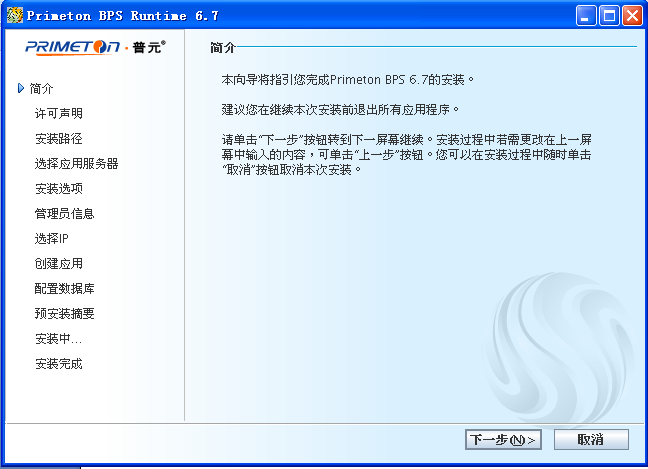 Primeton BPS Runtime 6.7
PRIMETON·普元®
简介
许可声明
安装路径
选择应用服务器
安装选项
管理员信息
选择IP
创建应用
配置数据库
预安装摘要
安装中...
安装完成
简介
本向导将指引您完成Primeton BPS 6.7的安装。
建议您在继续本次安装前退出所有应用程序。
请单击“下一步”按钮转到下一屏幕继续。安装过程中若需更改在上一屏
幕中输入的内容，可单击“上一步”按钮。您可以在安装过程中随时单击
“取消”按钮取消本次安装。
下一步(N)>
取消